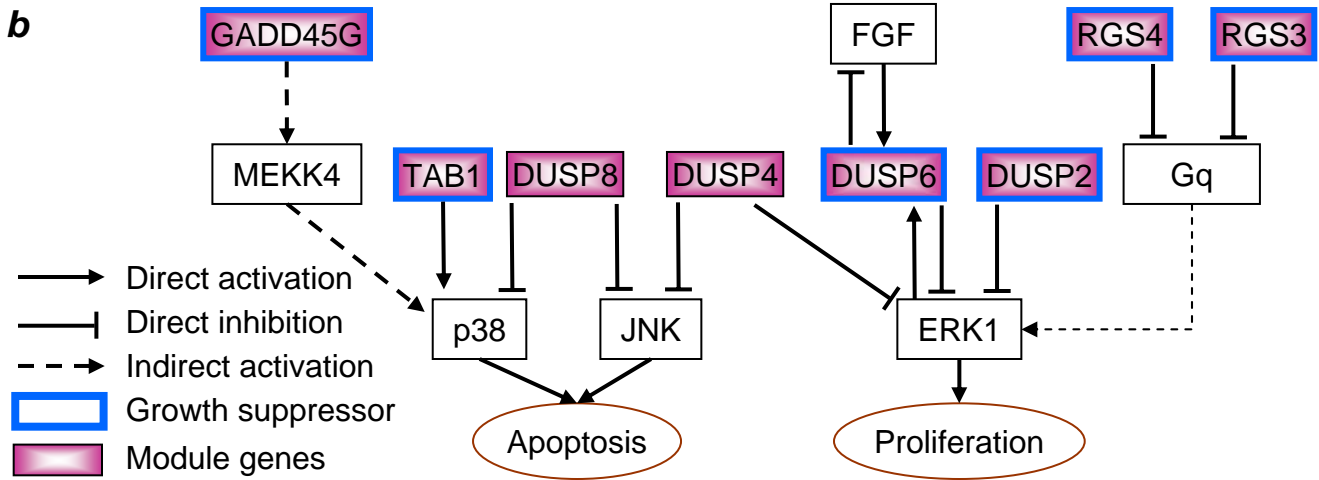 b
GADD45G
FGF
RGS4
RGS3
MEKK4
TAB1
DUSP8
DUSP4
DUSP6
DUSP2
Gq
Direct activation
Direct inhibition
Indirect activation
Growth suppressor
Module genes
p38
JNK
ERK1
Apoptosis
Proliferation